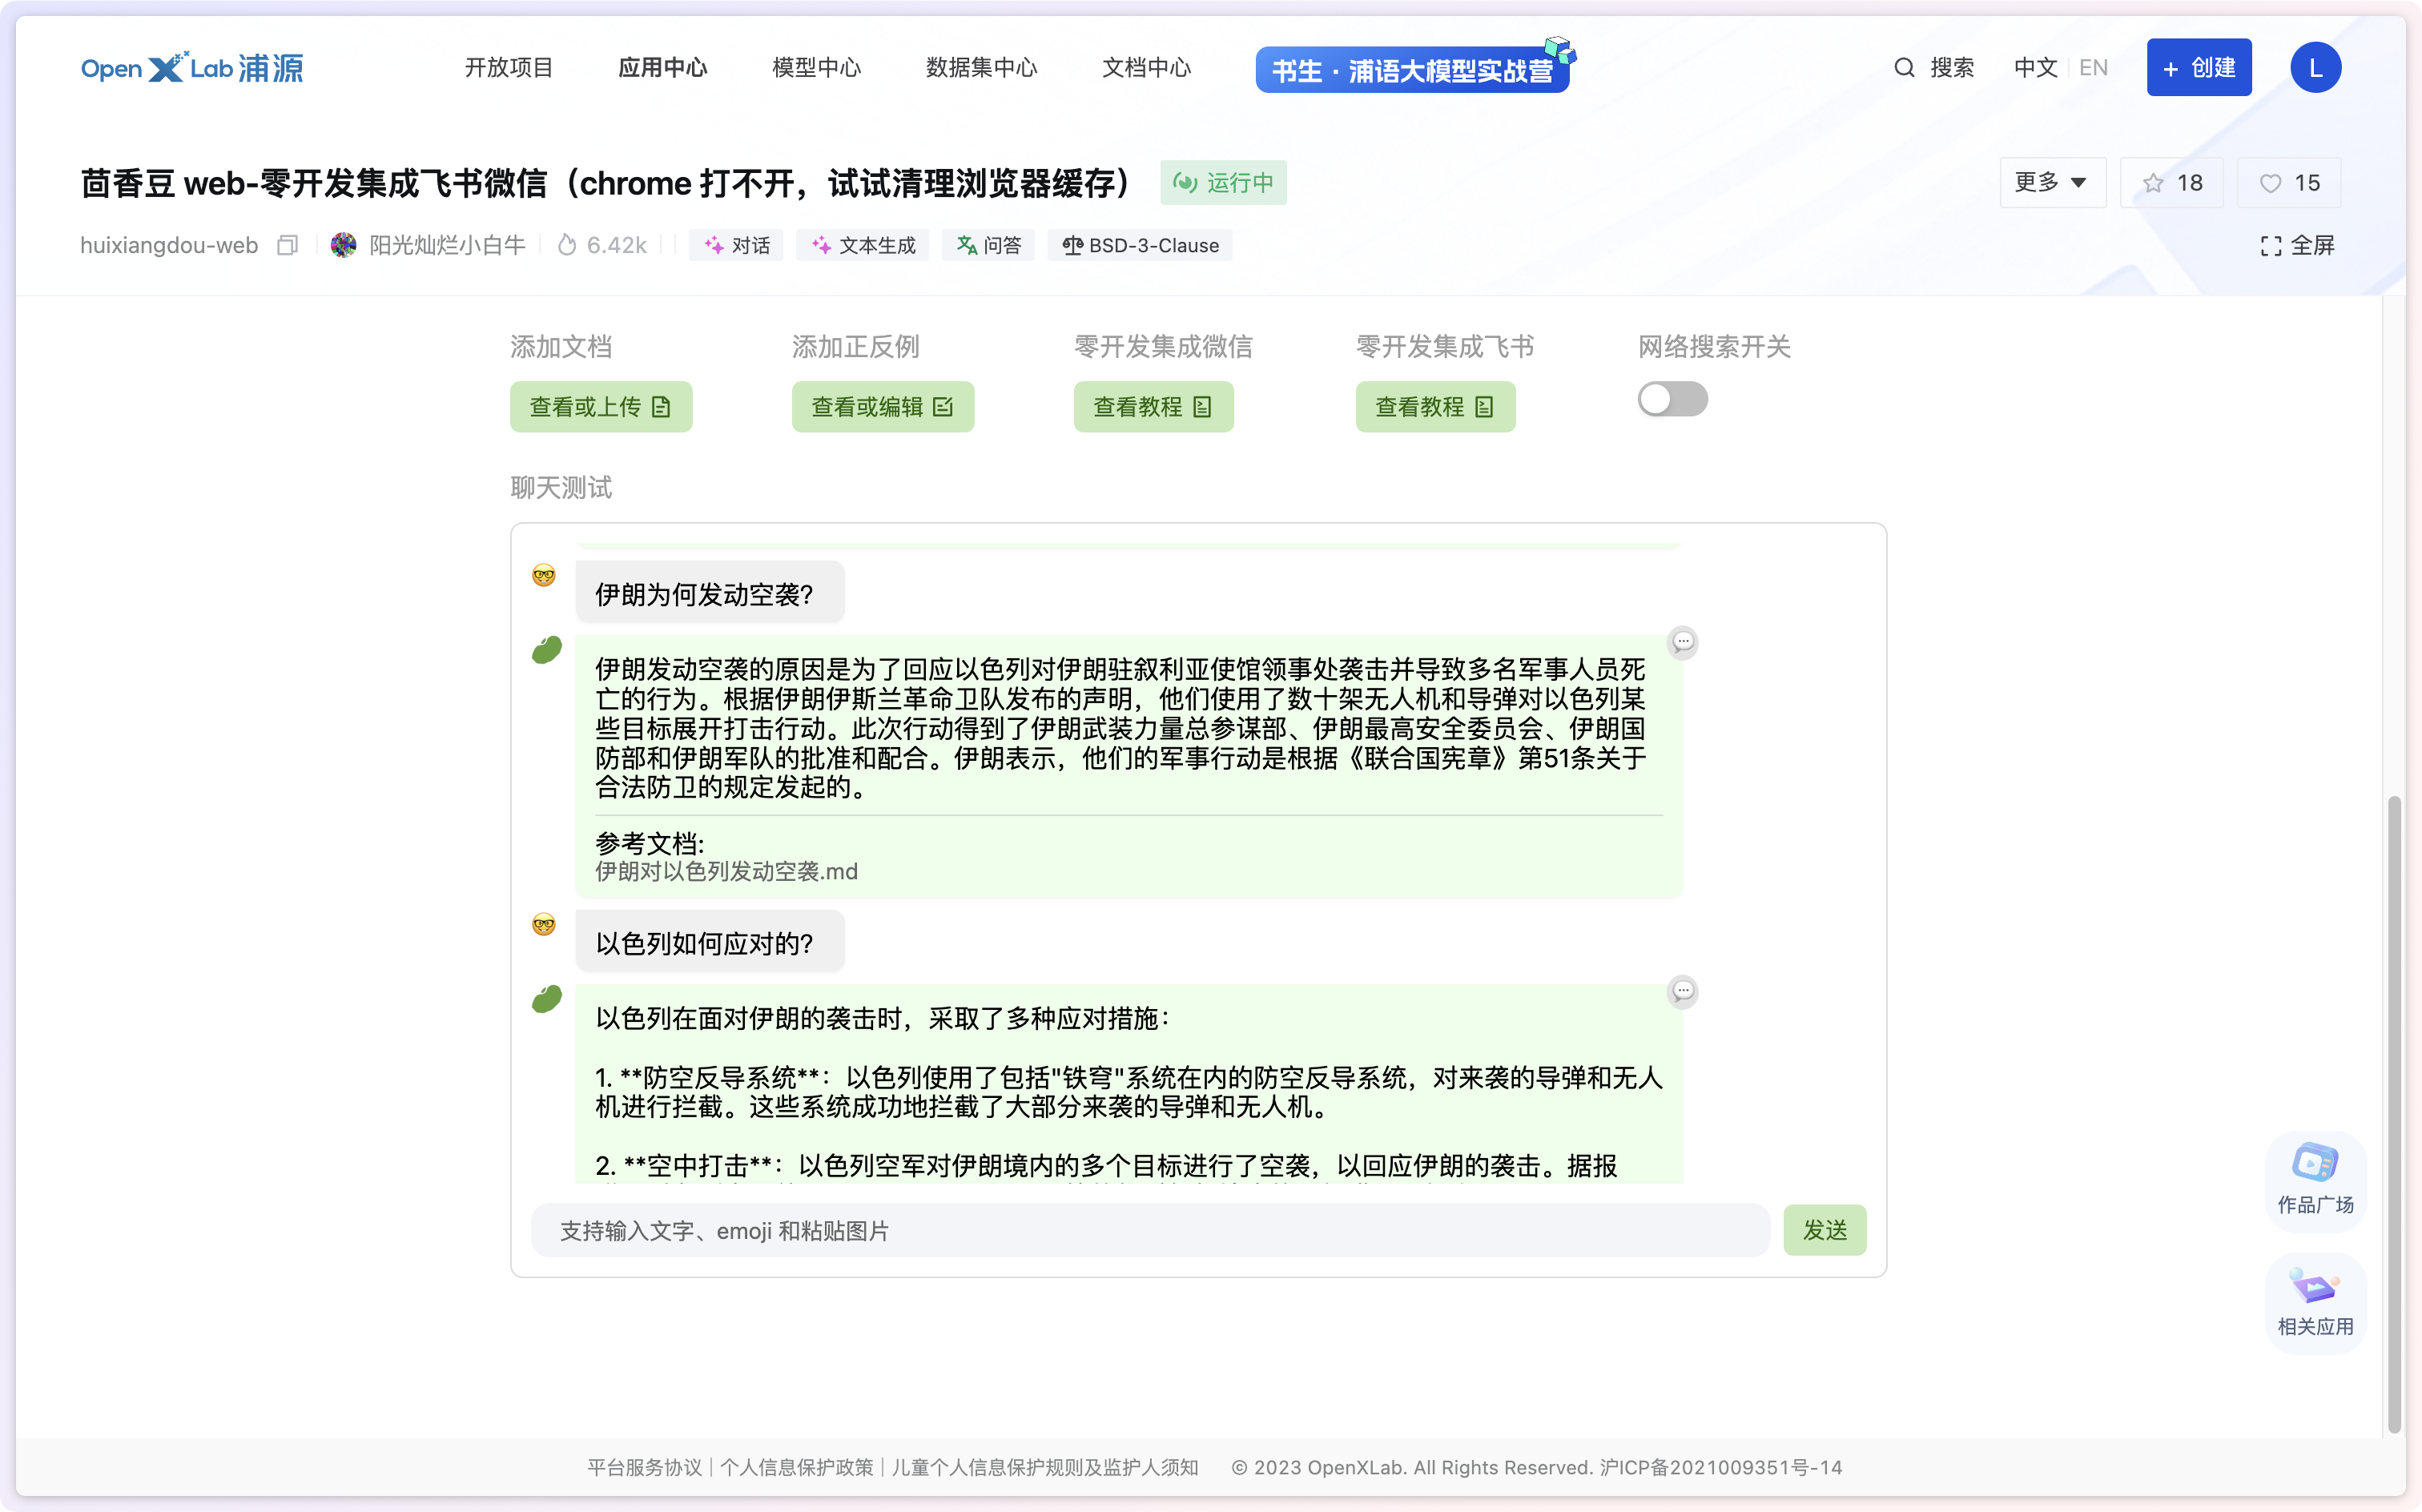 OpenXLab浦源
开放项目
应用中心
模型中心
数据集中心
文档中心
书生·浦语大模型实战营
搜索
中文 EN
+ 创建
L
茴香豆 web-零开发集成飞书微信（chrome 打不开，试试清理浏览器缓存）
运行中
更多
18
15
huixiangdou-web
阳光灿烂小白牛
6.42k
对话
文本生成
问答
BSD-3-Clause
全屏
添加文档
添加正反例
零开发集成微信
零开发集成飞书
网络搜索开关
查看或上传
查看或编辑
查看教程
查看教程
聊天测试
伊朗为何发动空袭?
伊朗发动空袭的原因是为了回应以色列对伊朗驻叙利亚使馆领事处袭击并导致多名军事人员死
亡的行为。根据伊朗伊斯兰革命卫队发布的声明，他们使用了数十架无人机和导弹对以色列某
些目标展开打击行动。此次行动得到了伊朗武装力量总参谋部、伊朗最高安全委员会、伊朗国
防部和伊朗军队的批准和配合。伊朗表示，他们的军事行动是根据《联合国宪章》第51条关于
合法防卫的规定发起的。
参考文档:
伊朗对以色列发动空袭.md
以色列如何应对的?
以色列在面对伊朗的袭击时，采取了多种应对措施：
1. **防空反导系统**：以色列使用了包括"铁穹"系统在内的防空反导系统，对来袭的导弹和无人
机进行拦截。这些系统成功地拦截了大部分来袭的导弹和无人机。
2. **空中打击**：以色列空军对伊朗境内的多个目标进行了空袭，以回应伊朗的袭击。据报
支持输入文字、emoji 和粘贴图片
发送
作品广场
相关应用
平台服务协议 | 个人信息保护政策 | 儿童个人信息保护规则及监护人须知 © 2023 OpenXLab. All Rights Reserved. 沪ICP备2021009351号-14